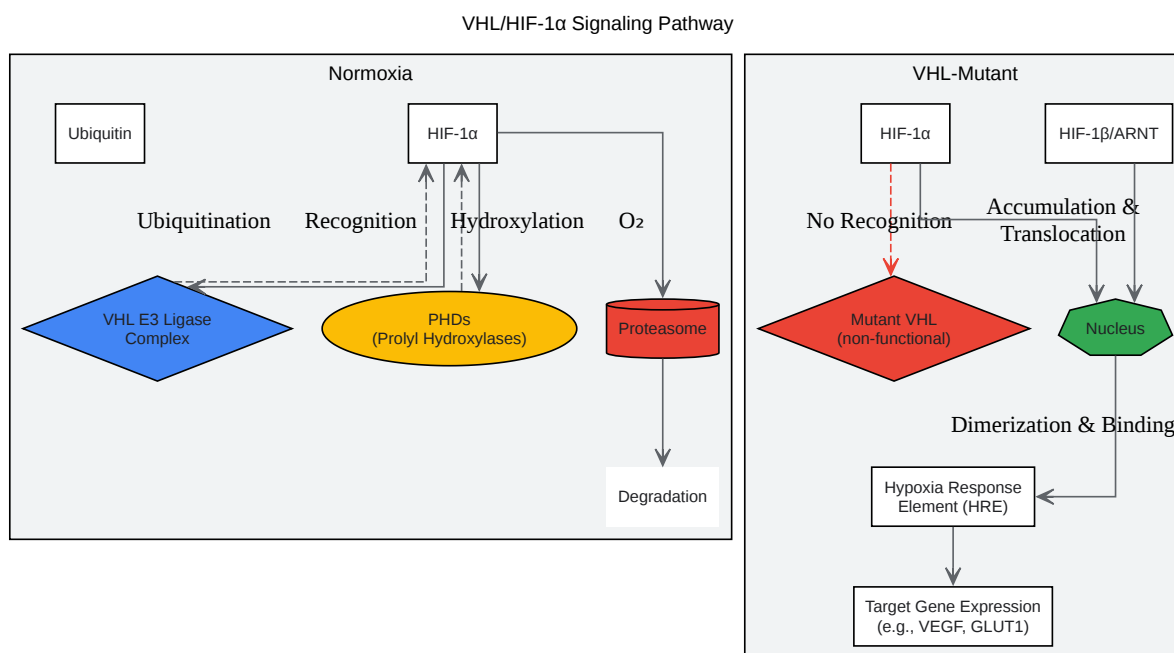 VHL/HIF-1α Signaling Pathway
Normoxia
Ubiquitin
HIF-1α
Ubiquitination
Recognition
Hydroxylation
O₂
VHL E3 Ligase
Complex
PHDs
(Prolyl Hydroxylases)
Proteasome
Degradation
VHL-Mutant
HIF-1α
HIF-1β/ARNT
No Recognition
Accumulation &
Translocation
Mutant VHL
(non-functional)
Nucleus
Dimerization & Binding
Hypoxia Response
Element (HRE)
Target Gene Expression
(e.g., VEGF, GLUT1)